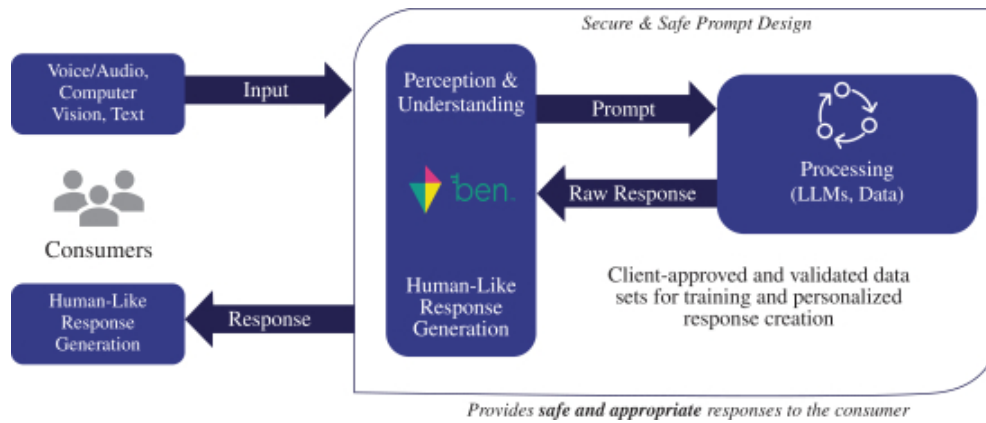 Secure & Safe Prompt Design
Voice/Audio,
Computer
Vision, Text
Input
Perception &
Understanding
Prompt
Processing
(LLMs, Data)
ben
Raw Response
Consumers
Human-Like
Response
Generation
Response
Human-Like
Response
Generation
Client-approved and validated data
sets for training and personalized
response creation
Provides safe and appropriate responses to the consumer